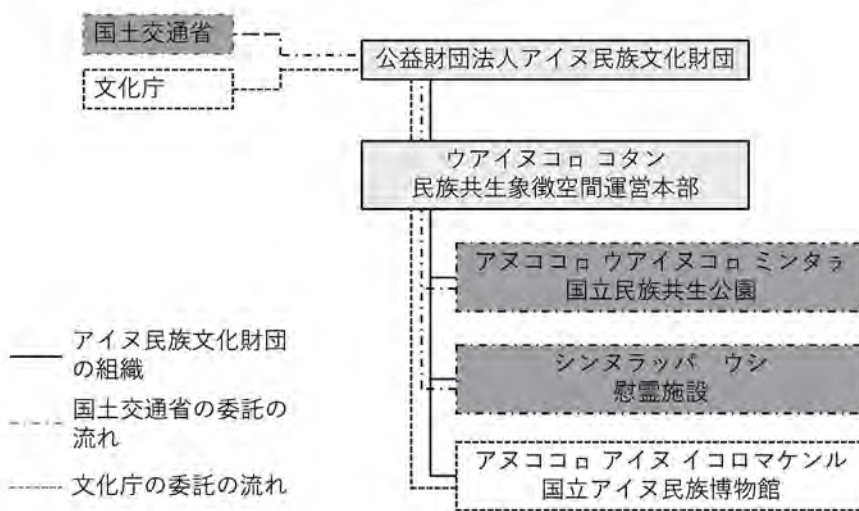 国土交通省
文化庁
公益財団法人アイヌ民族文化財団
ウアイヌコㇿ コタン
民族共生象徴空間運営本部
アヌココㇿ ウアイヌコㇿ ミンタㇻ
国立民族共生公園
シンヌラッパ ウシ
慰霊施設
アヌココㇿ アイヌ イコロマケンル
国立アイヌ民族博物館
アイヌ民族文化財団
の組織
国土交通省の委託の
流れ
文化庁の委託の流れ